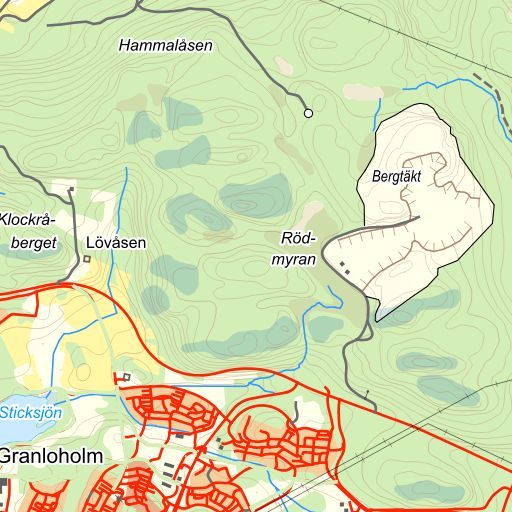 Hammalåsen
Bergtäkt
Klockrå-
berget
Lövåsen
Röd-
myran
Sticksjön
Granloholm